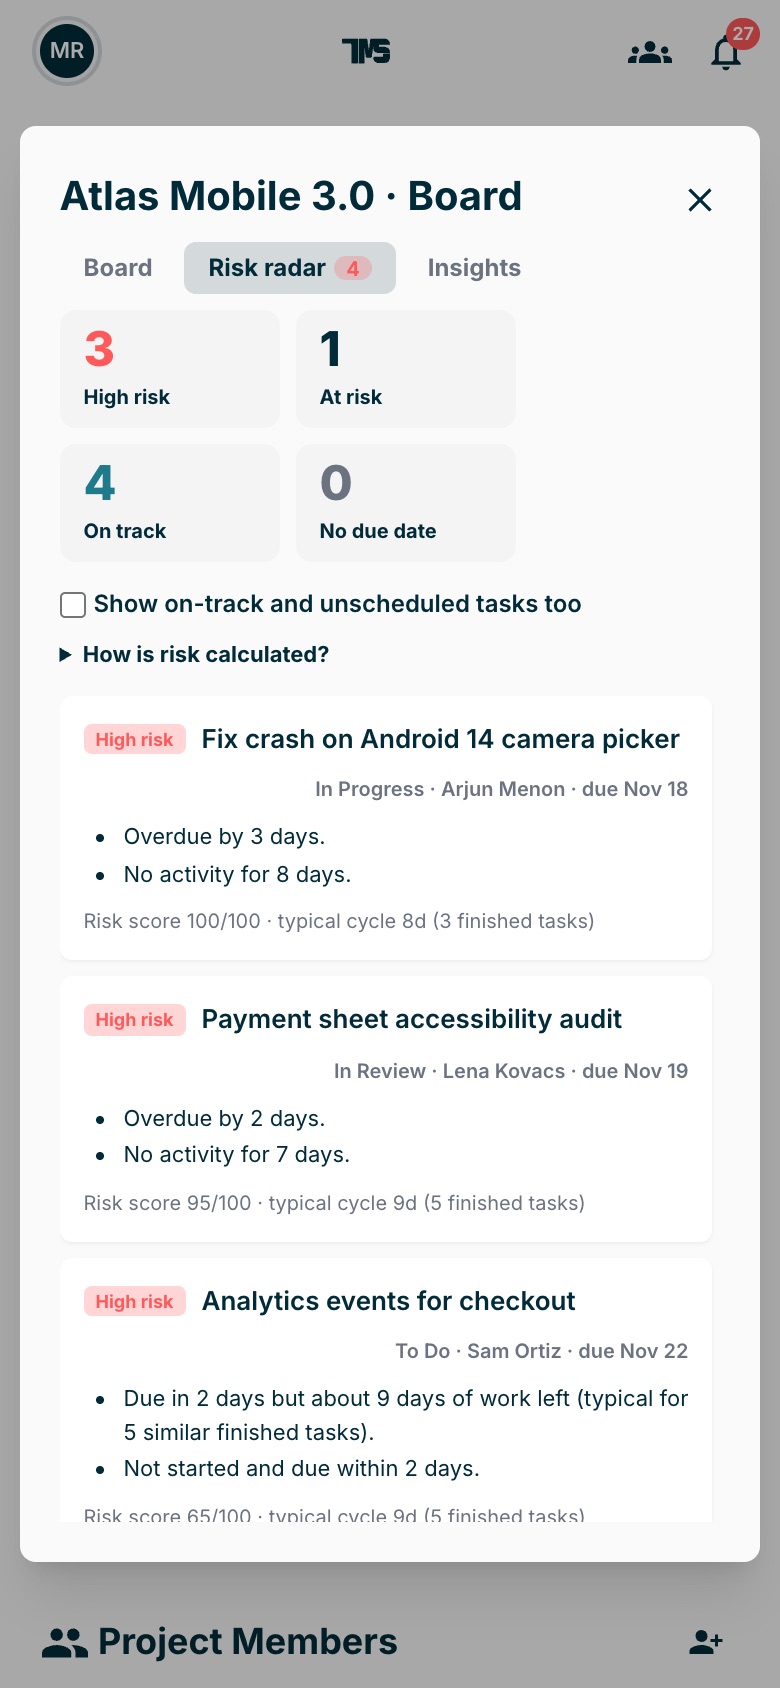 MR
TMS
27
Atlas Mobile 3.0 · Board
Board
Risk radar 4
Insights
3
High risk
1
At risk
4
On track
0
No due date
Show on-track and unscheduled tasks too
How is risk calculated?
High risk Fix crash on Android 14 camera picker
In Progress · Arjun Menon · due Nov 18
• Overdue by 3 days.
• No activity for 8 days.
Risk score 100/100 · typical cycle 8d (3 finished tasks)
High risk Payment sheet accessibility audit
In Review · Lena Kovacs · due Nov 19
• Overdue by 2 days.
• No activity for 7 days.
Risk score 95/100 · typical cycle 9d (5 finished tasks)
High risk Analytics events for checkout
To Do · Sam Ortiz · due Nov 22
• Due in 2 days but about 9 days of work left (typical for
5 similar finished tasks).
• Not started and due within 2 days.
Risk score 65/100 · typical cycle 9d (5 finished tasks)
Project Members